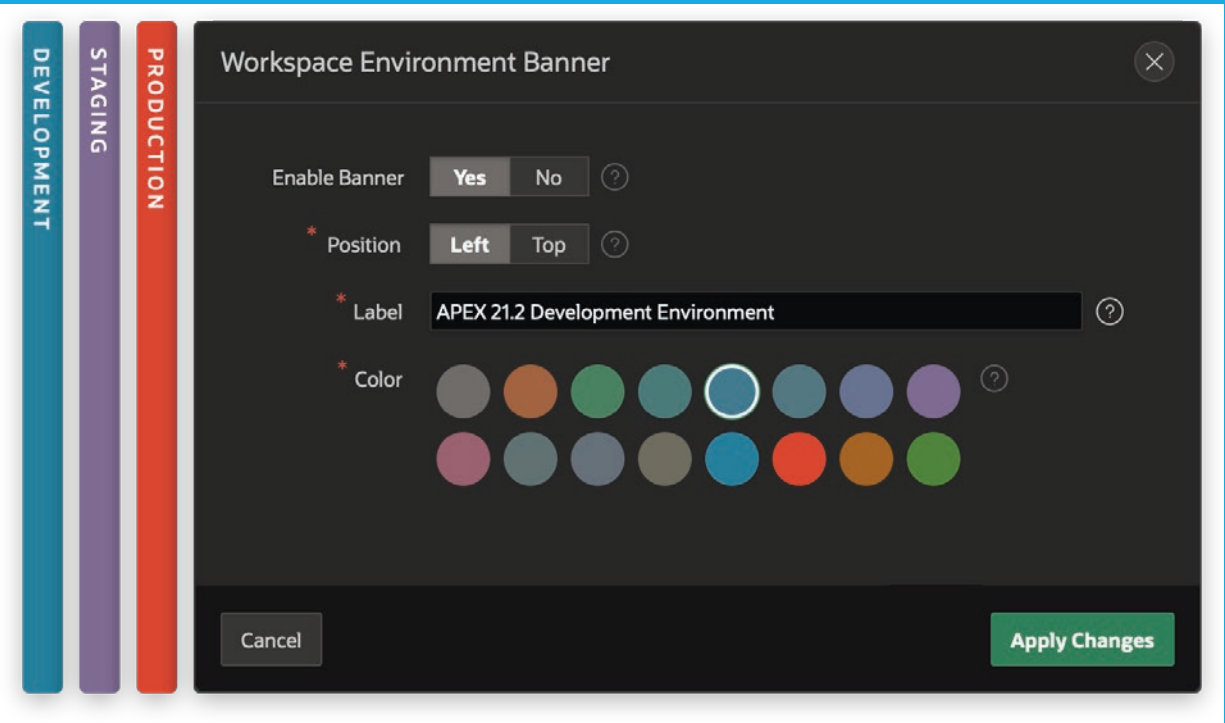 DEVELOPMENT
STAGING
PRODUCTION
Workspace Environment Banner
Enable Banner Yes No ?
* Position Left Top ?
* Label APEX 21.2 Development Environment ?
* Color ?
Cancel Apply Changes